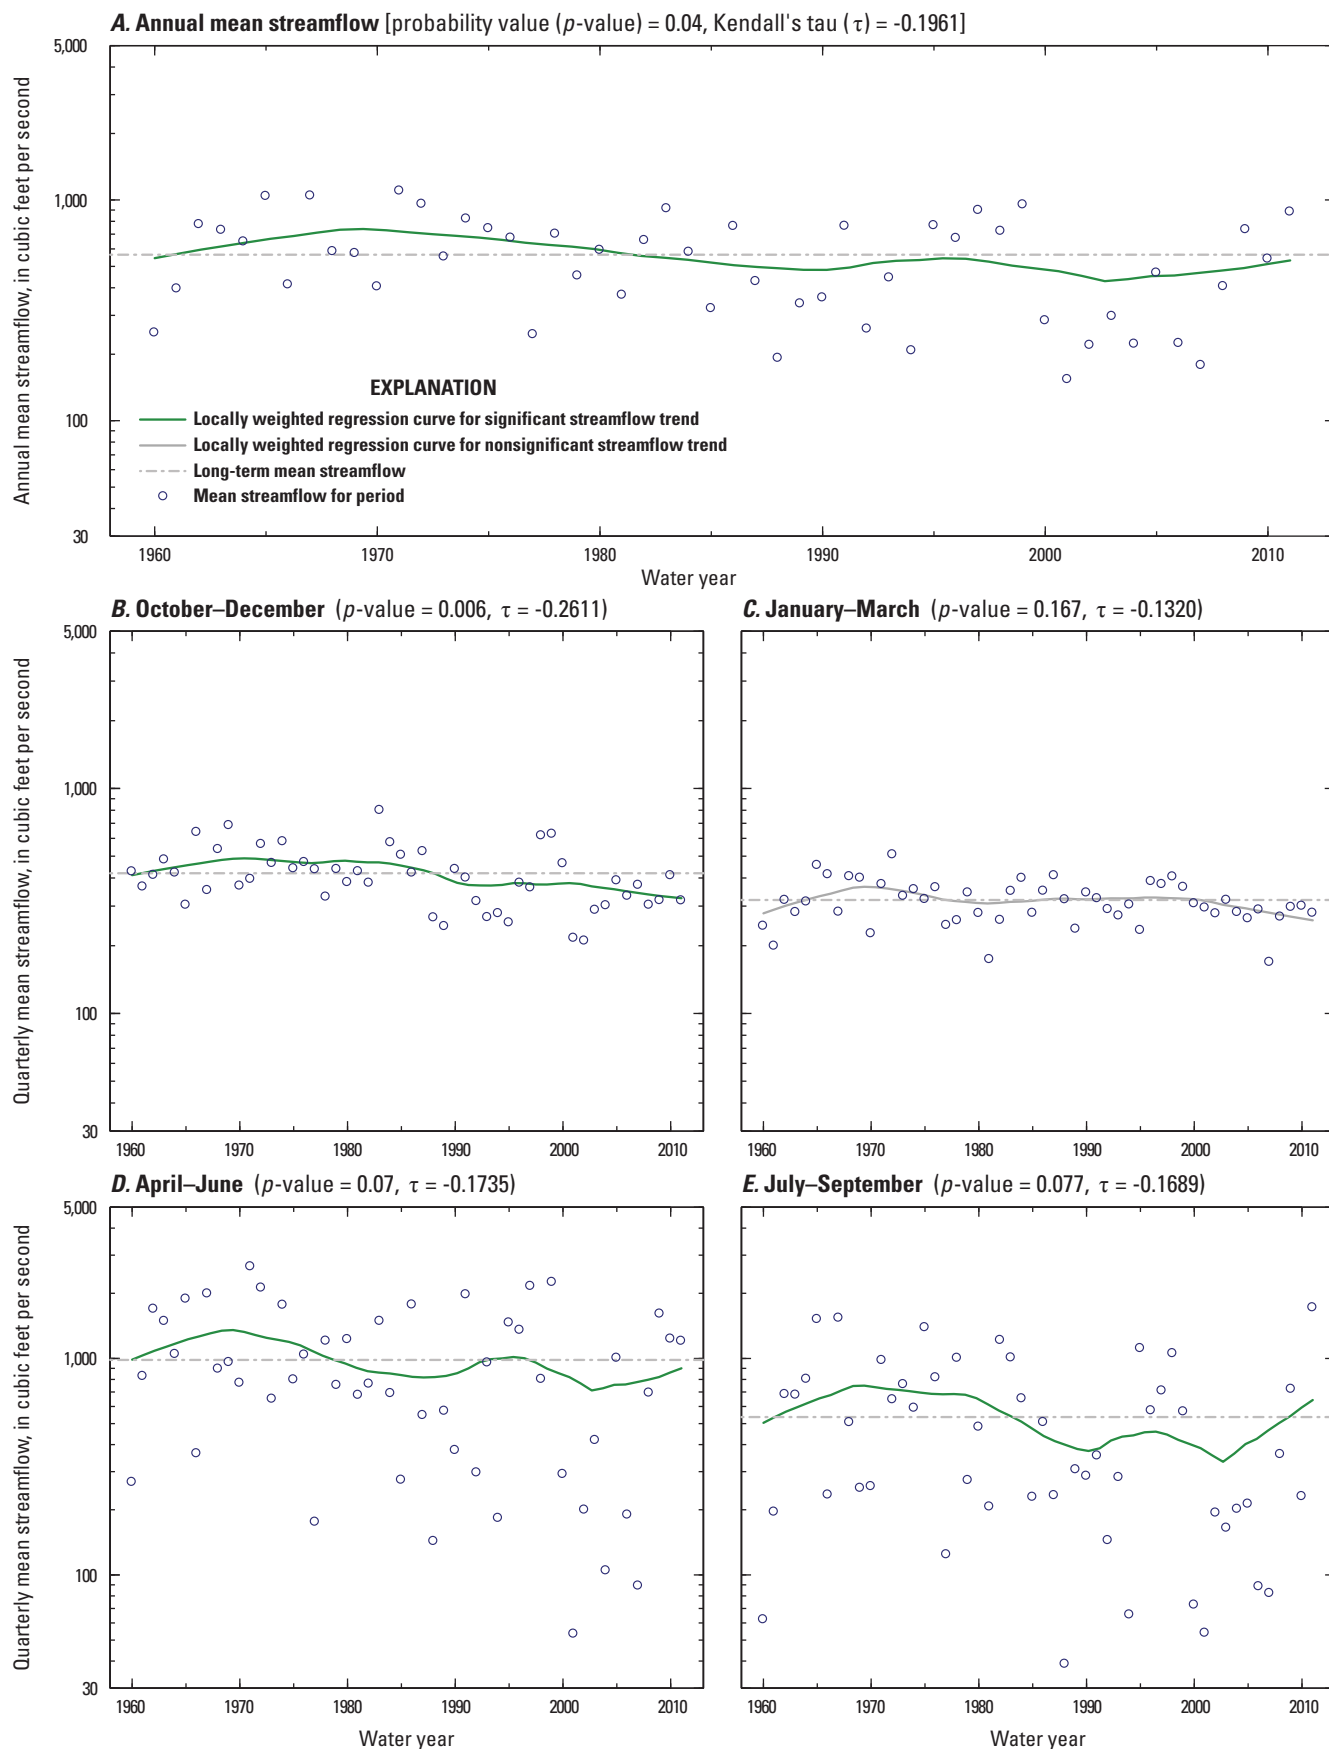 A. Annual mean streamflow [probability value (p-value) = 0.04, Kendall's tau (τ) = -0.1961]
5,000
1,000
100
30
Annual mean streamflow, in cubic feet per second
EXPLANATION
Locally weighted regression curve for significant streamflow trend
Locally weighted regression curve for nonsignificant streamflow trend
Long-term mean streamflow
Mean streamflow for period
1960 1970 1980 1990 2000 2010
Water year
B. October–December (p-value = 0.006, τ = -0.2611)
5,000
1,000
100
30
Quarterly mean streamflow, in cubic feet per second
1960 1970 1980 1990 2000 2010
C. January–March (p-value = 0.167, τ = -0.1320)
1960 1970 1980 1990 2000 2010
D. April–June (p-value = 0.07, τ = -0.1735)
5,000
1,000
100
30
Quarterly mean streamflow, in cubic feet per second
1960 1970 1980 1990 2000 2010
Water year
E. July–September (p-value = 0.077, τ = -0.1689)
1960 1970 1980 1990 2000 2010
Water year